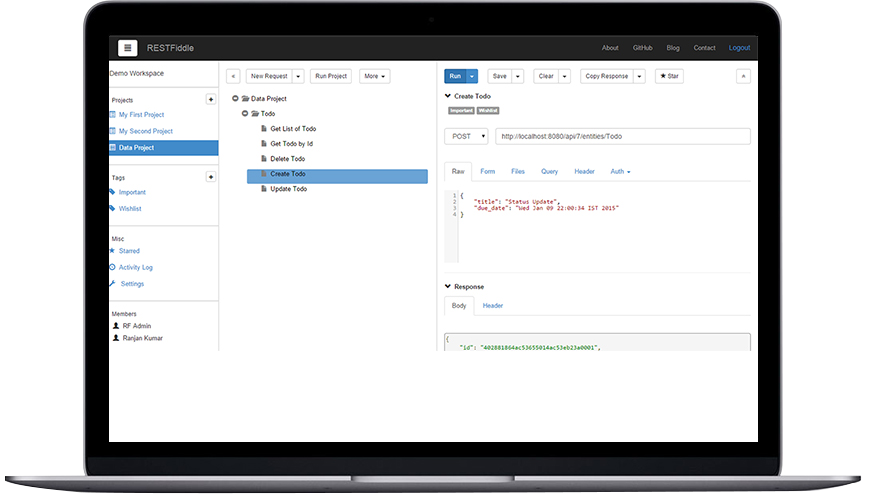 RESTFiddle About GitHub Blog Contact Logout
Demo Workspace
Projects +
My First Project
My Second Project
Data Project
Tags +
Important
Wishlist
Misc
Starred
Activity Log
Settings
Members
RF Admin
Ranjan Kumar
< New Request Run Project More
Data Project
Todo
Get List of Todo
Get Todo by Id
Delete Todo
Create Todo
Update Todo
Run Save Clear Copy Response Star
Create Todo
Important Wishlist
POST http://localhost:8080/api/7/entities/Todo
Raw Form Files Query Header Auth
1 {
2 "title": "Status Update",
3 "due_date": "Wed Jan 09 22:00:34 IST 2015"
4 }
Response
Body Header
{
"id": "402881864ac53655014ac53eb23a0001",